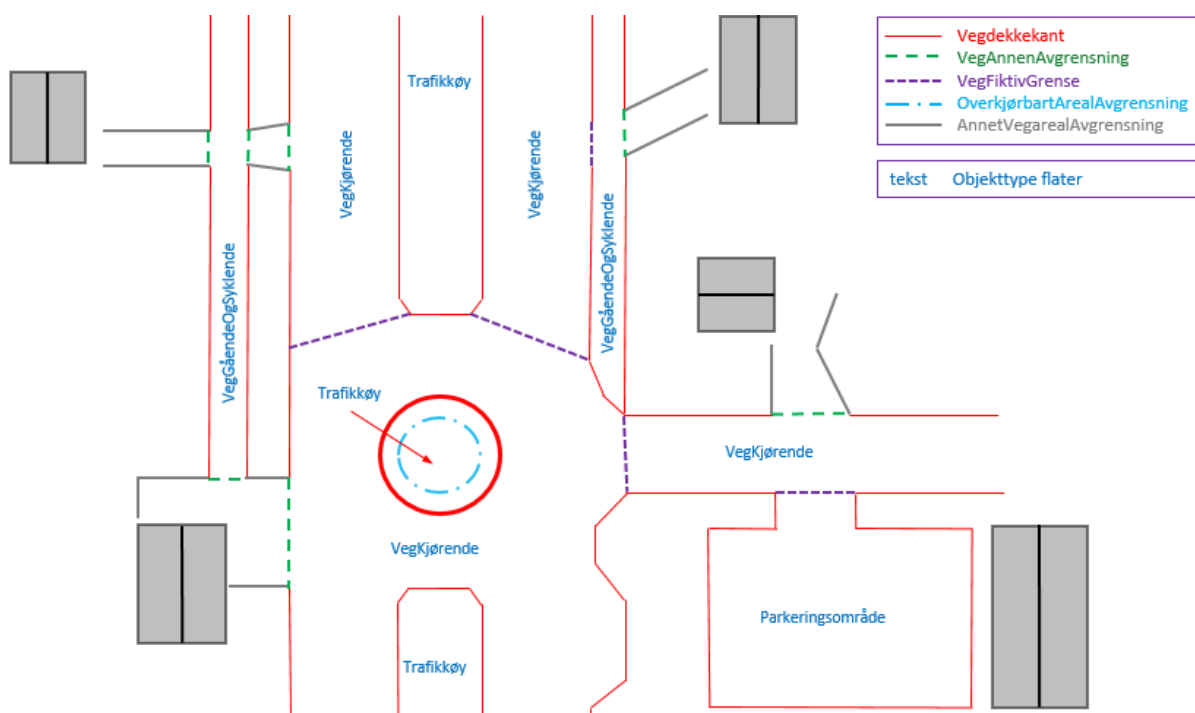 Vegdekkekant
VegAnnenAvgrensning
VegFiktivGrense
OverkjørbartArealAvgrensning
AnnetVegarealAvgrensning
tekst Objekttype flater
Trafikkøy
VegKjørende
VegKjørende
VegGåendeOgSyklende
VegGåendeOgSyklende
Trafikkøy
VegKjørende
VegKjørende
Parkeringsområde
Trafikkøy